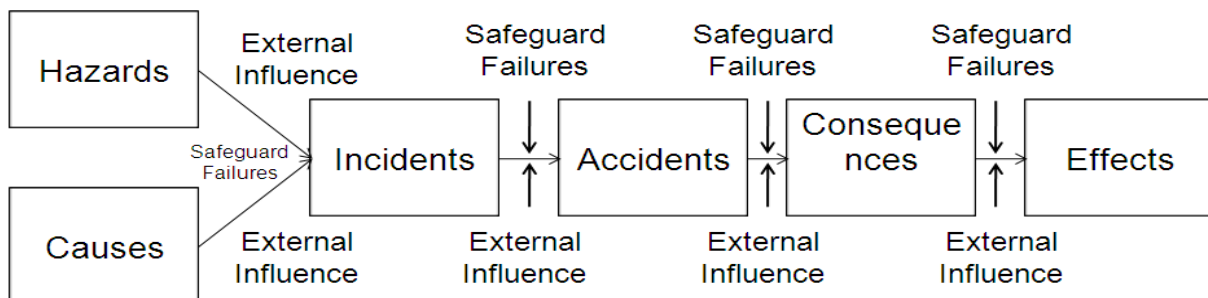 Hazards
External
Influence
Safeguard
Failures
Causes
External
Influence
Incidents
Safeguard
Failures
External
Influence
Accidents
Safeguard
Failures
External
Influence
Conseque
nces
Safeguard
Failures
External
Influence
Effects